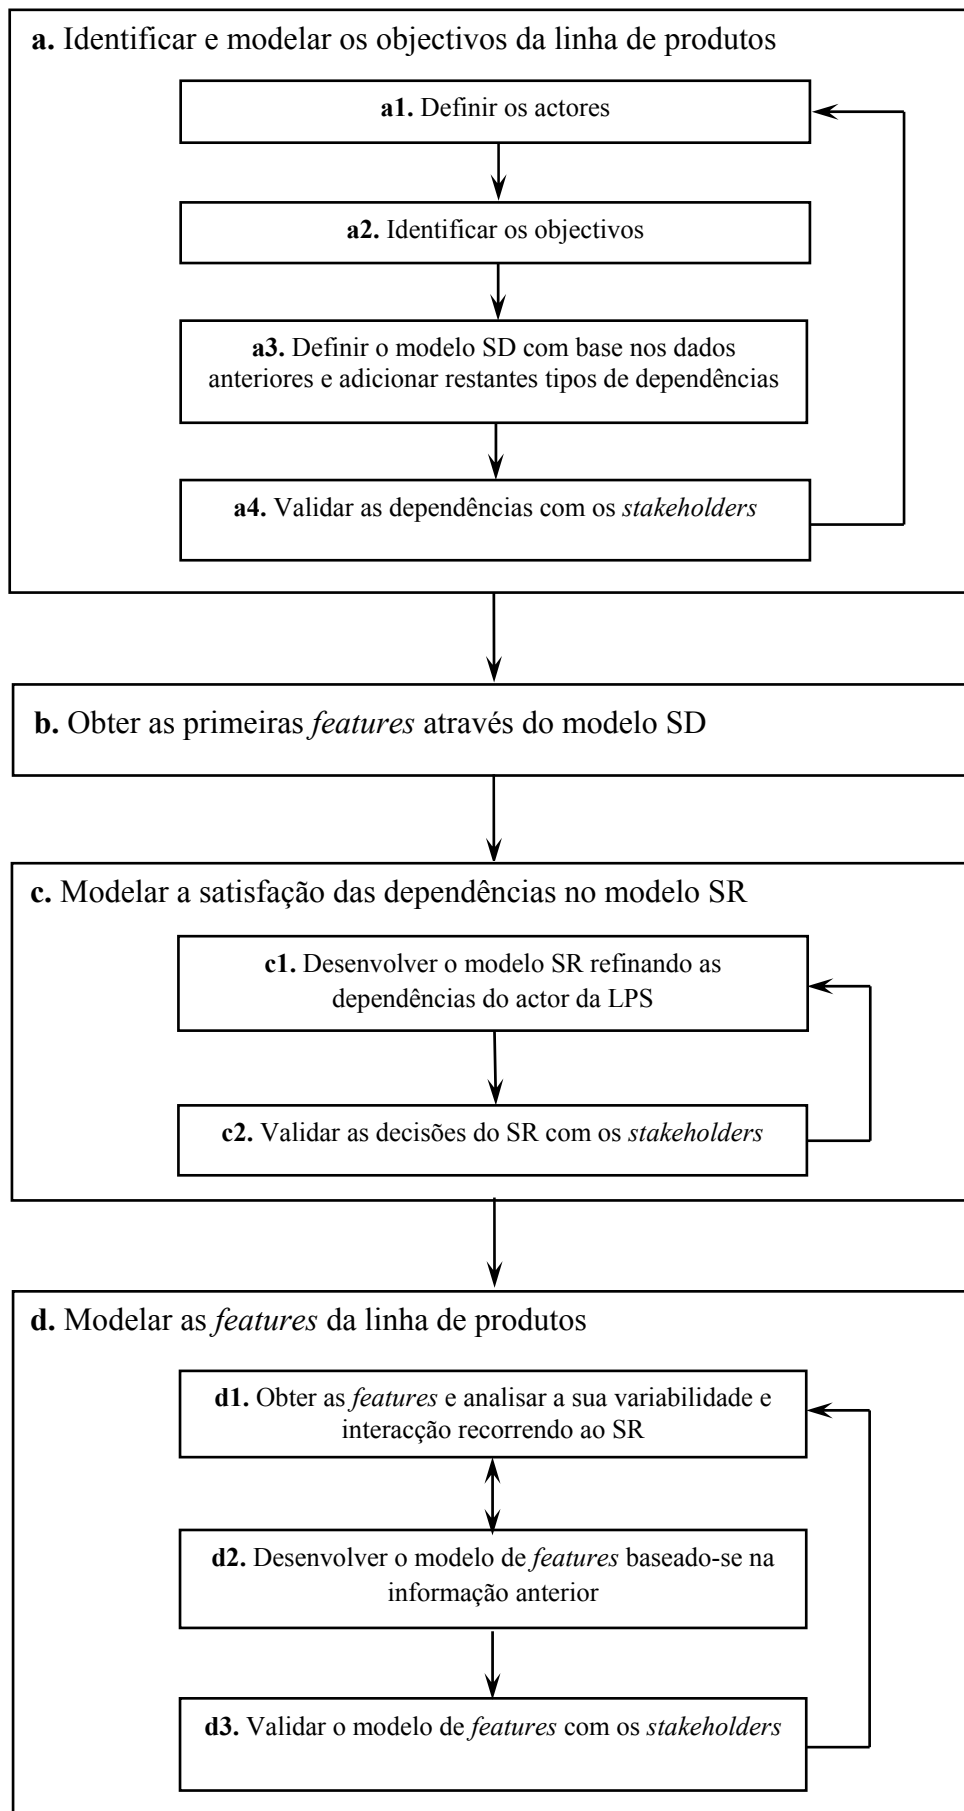 a. Identificar e modelar os objectivos da linha de produtos
a1. Definir os actores
a2. Identificar os objectivos
a3. Definir o modelo SD com base nos dados
anteriores e adicionar restantes tipos de dependências
a4. Validar as dependências com os stakeholders
b. Obter as primeiras features através do modelo SD
c. Modelar a satisfação das dependências no modelo SR
c1. Desenvolver o modelo SR refinando as
dependências do actor da LPS
c2. Validar as decisões do SR com os stakeholders
d. Modelar as features da linha de produtos
d1. Obter as features e analisar a sua variabilidade e
interacção recorrendo ao SR
d2. Desenvolver o modelo de features baseado-se na
informação anterior
d3. Validar o modelo de features com os stakeholders